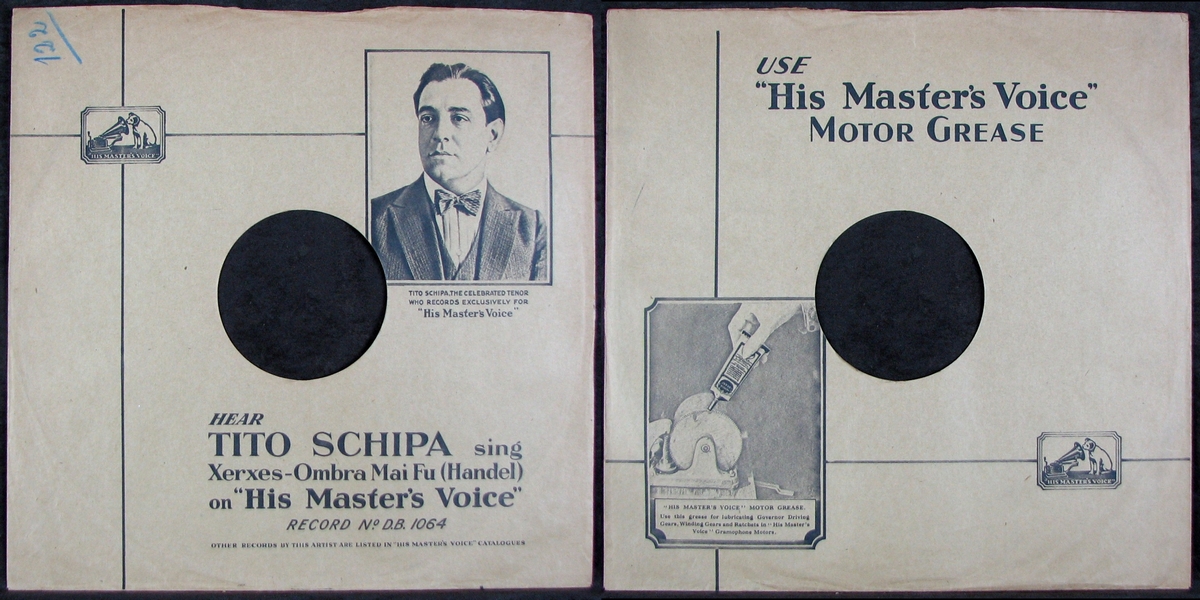 122
"HIS MASTER'S VOICE"
TITO SCHIPA, THE CELEBRATED TENOR
WHO RECORDS EXCLUSIVELY FOR
"His Master's Voice"
HEAR
TITO SCHIPA sing
Xerxes-Ombra Mai Fu (Handel)
on "His Master's Voice"
RECORD Nº D.B. 1064
OTHER RECORDS BY THIS ARTIST ARE LISTED IN "HIS MASTER'S VOICE" CATALOGUES
USE
"His Master's Voice"
MOTOR GREASE
"HIS MASTER'S VOICE" MOTOR GREASE.
Use this grease for lubricating Governor Driving
Gears, Winding Gears and Ratchets in "His Master's
Voice" Gramophone Motors.
"HIS MASTER'S VOICE"